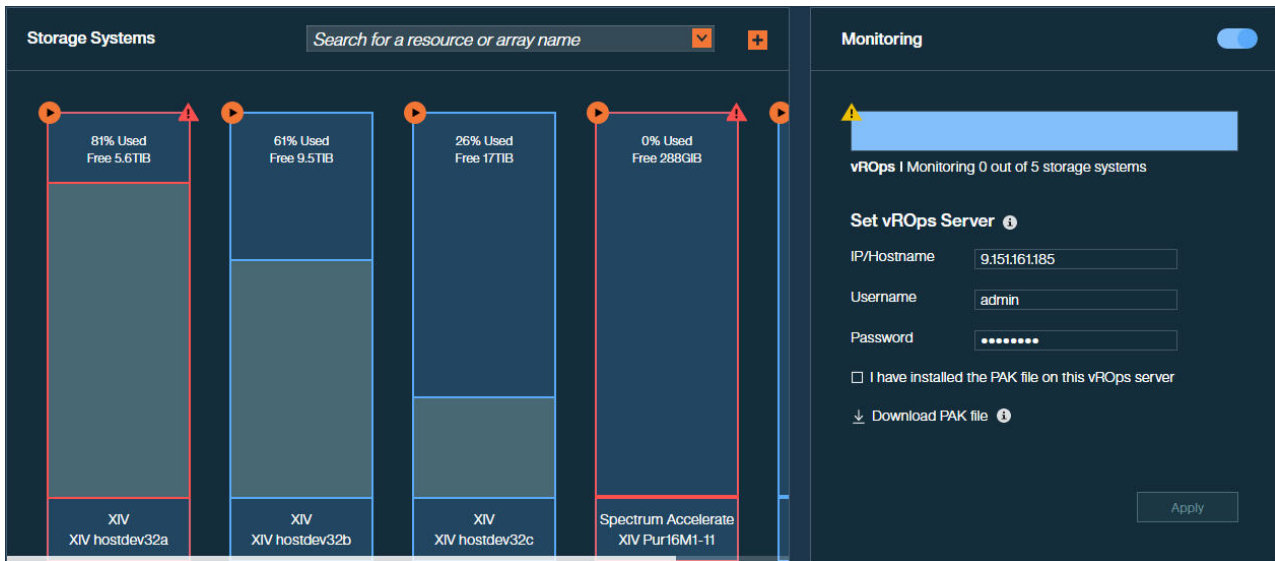 Storage Systems
Search for a resource or array name
81% Used
Free 5.6TIB
61% Used
Free 9.5TIB
26% Used
Free 17TIB
0% Used
Free 288GIB
XIV
XIV hostdev32a
XIV
XIV hostdev32b
XIV
XIV hostdev32c
Spectrum Accelerate
XIV Pur16M1-11
Monitoring
vROps | Monitoring 0 out of 5 storage systems
Set vROps Server
IP/Hostname
9.151.161.185
Username
admin
Password
••••••••
I have installed the PAK file on this vROps server
Download PAK file
Apply